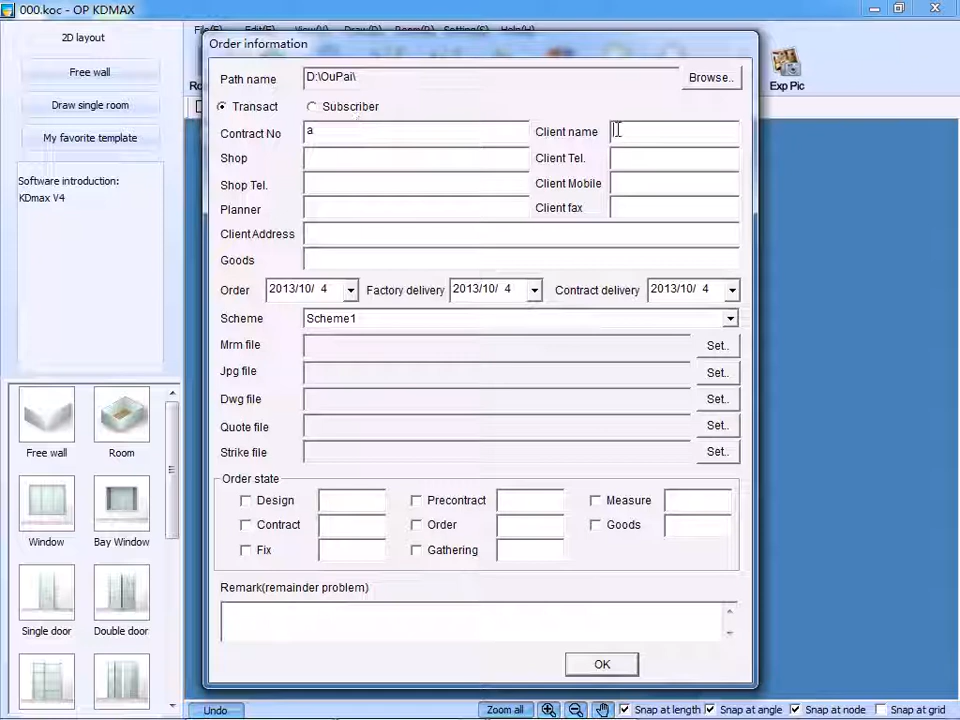 000.koc - OP KDMAX
2D layout
Free wall
Draw single room
My favorite template
Software introduction:
KDmax V4
Free wall
Room
Window
Bay Window
Single door
Double door
Exp Pic
Order information
Path name
D:\OuPai\
Browse..
Transact
Subscriber
Contract No
a
Client name
Shop
Client Tel.
Shop Tel.
Client Mobile
Planner
Client fax
Client Address
Goods
Order
2013/10/ 4
Factory delivery
2013/10/ 4
Contract delivery
2013/10/ 4
Scheme
Scheme1
Mrm file
Set..
Jpg file
Set..
Dwg file
Set..
Quote file
Set..
Strike file
Set..
Order state
Design
Precontract
Measure
Contract
Order
Goods
Fix
Gathering
Remark(remainder problem)
OK
Undo
Zoom all
Snap at length
Snap at angle
Snap at node
Snap at grid